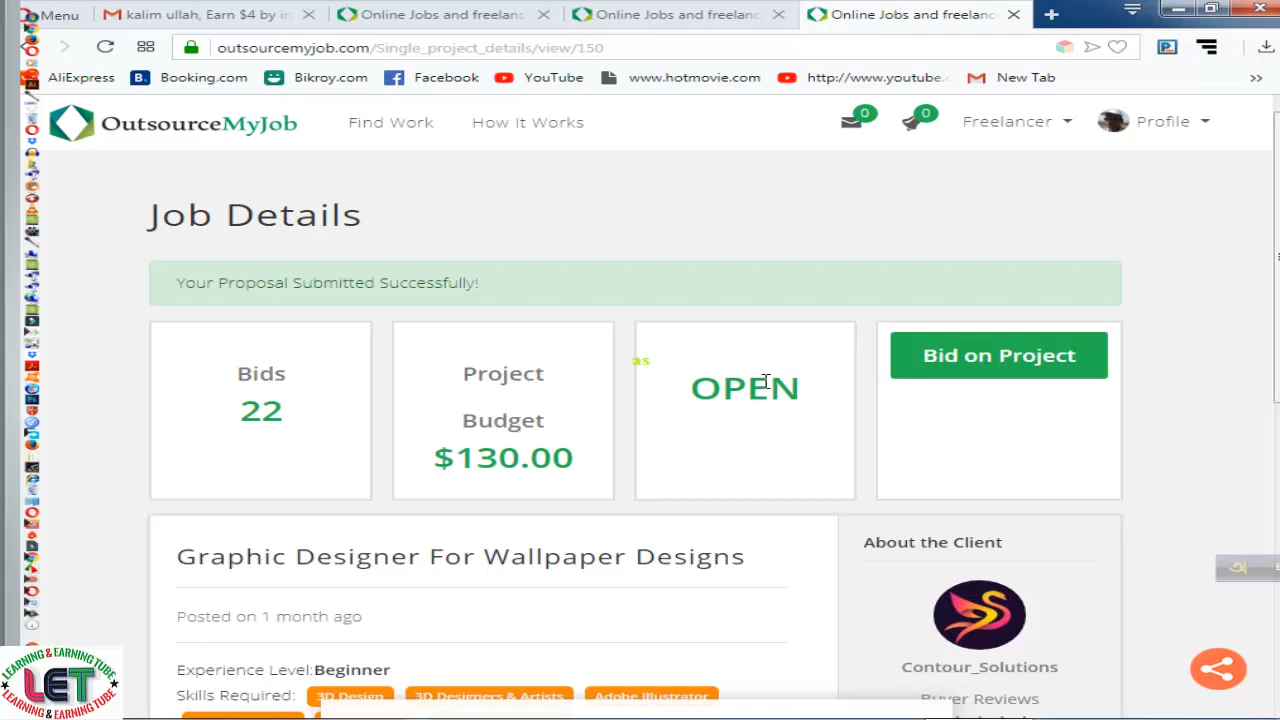 Menu
kalim ullah, Earn $4 by in
Online Jobs and freelanc
Online Jobs and freelanc
Online Jobs and freelanc
outsourcemyjob.com/Single_project_details/view/150
AliExpress
B. Booking.com
Bikroy.com
Facebook
YouTube
www.hotmovie.com
http://www.youtube.c
New Tab
OutsourceMyJob
Find Work
How It Works
0
0
Freelancer
Profile
Job Details
Your Proposal Submitted Successfully!
Bids
22
Project
Budget
$130.00
as
OPEN
Bid on Project
Graphic Designer For Wallpaper Designs
Posted on 1 month ago
Experience Level:Beginner
Skills Required: 3D Design 3D Designers & Artists Adobe Illustrator
About the Client
Contour_Solutions
Buyer Reviews
LEARNING & EARNING TUBE
LET
LEARNING & EARNING TUBE